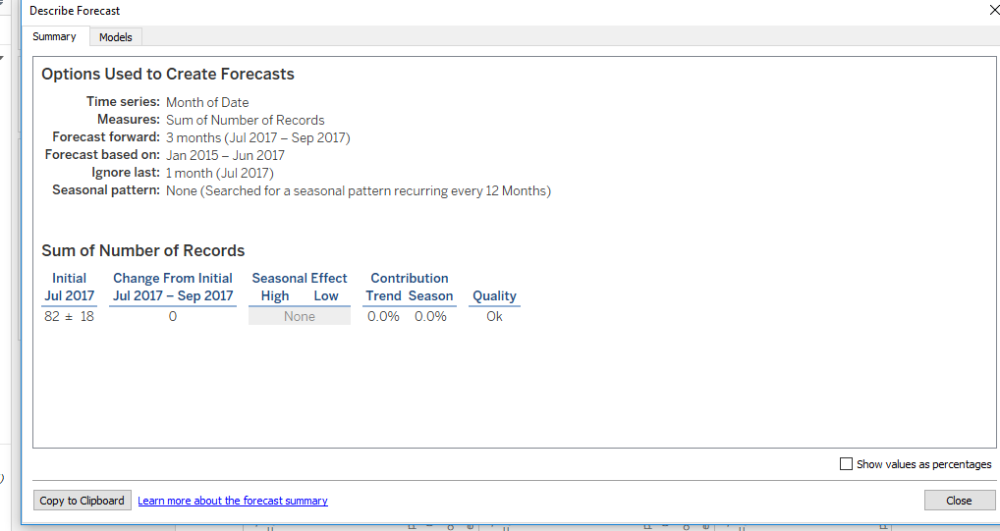 Describe Forecast
Summary Models
Options Used to Create Forecasts
Time series: Month of Date
Measures: Sum of Number of Records
Forecast forward: 3 months (Jul 2017 – Sep 2017)
Forecast based on: Jan 2015 – Jun 2017
Ignore last: 1 month (Jul 2017)
Seasonal pattern: None (Searched for a seasonal pattern recurring every 12 Months)
Sum of Number of Records
Initial Change From Initial Seasonal Effect Contribution
Jul 2017 Jul 2017 – Sep 2017 High Low Trend Season Quality
82 ± 18 0 None 0.0% 0.0% Ok
Show values as percentages
Copy to Clipboard Learn more about the forecast summary Close